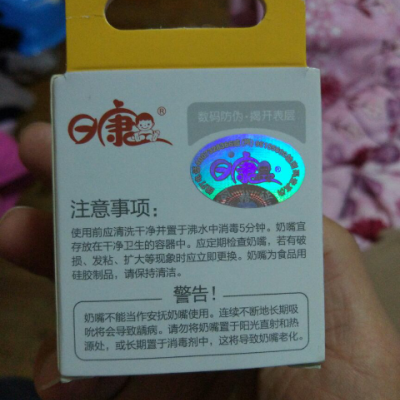 日康®
数码防伪·揭开表层
日康
注意事项：
使用前应清洗干净并置于沸水中消毒5分钟。奶嘴宜
存放在干净卫生的容器中。应定期检查奶嘴，若有破
损、发粘、扩大等现象时应立即更换。奶嘴为食品用
硅胶制品，请保持清洁。
警告！
奶嘴不能当作安抚奶嘴使用。连续不断地长期吸
吮将会导致龋病。请勿将奶嘴置于阳光直射和热
源处，或长期置于消毒剂中，这将导致奶嘴老化。